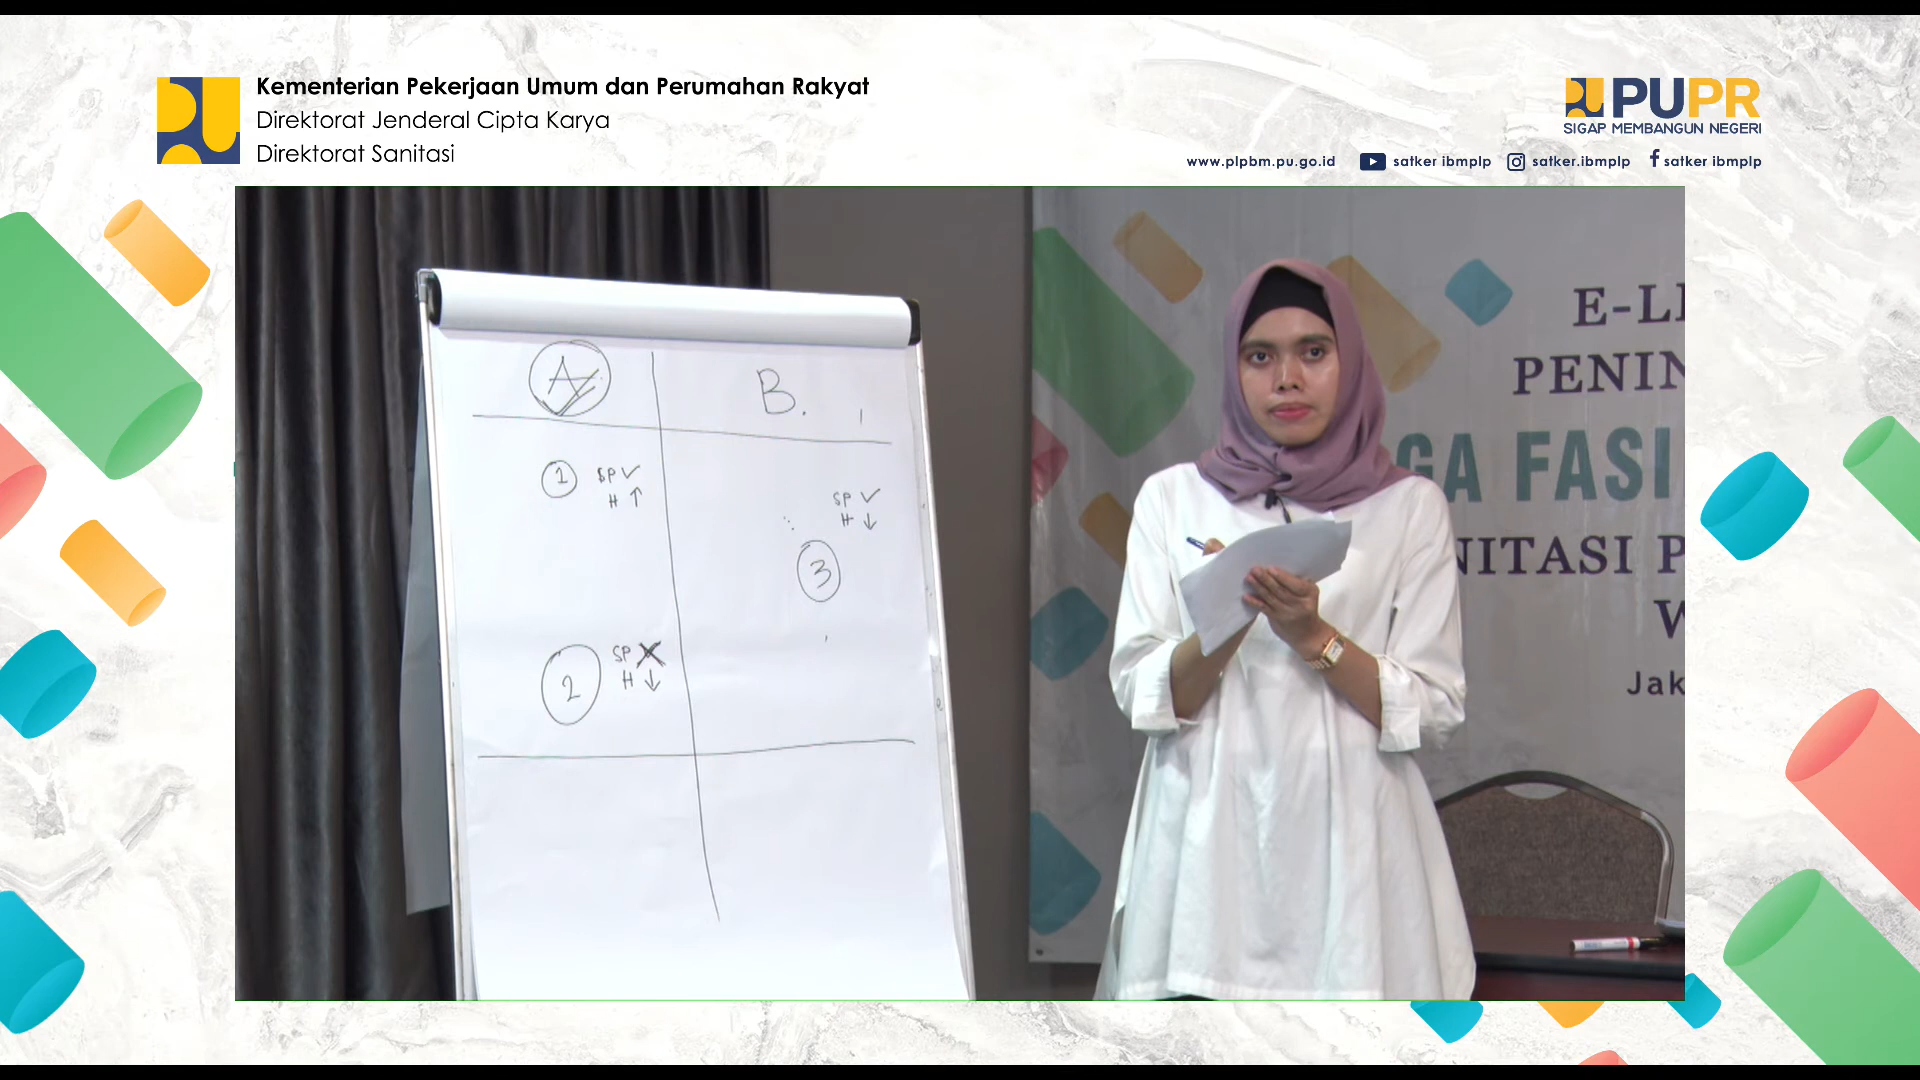 Kementerian Pekerjaan Umum dan Perumahan Rakyat
Direktorat Jenderal Cipta Karya
Direktorat Sanitasi
PUPR
SIGAP MEMBANGUN NEGERI
www.plpbm.pu.go.id satker ibmplp satker.ibmplp satker ibmplp
A
B.
1 SP ✓
H ↑
SP ✓
H ↓
3
2 SP X
H ↓
E-LE
PENIN
GA FASI
NITASI P
W
Jak